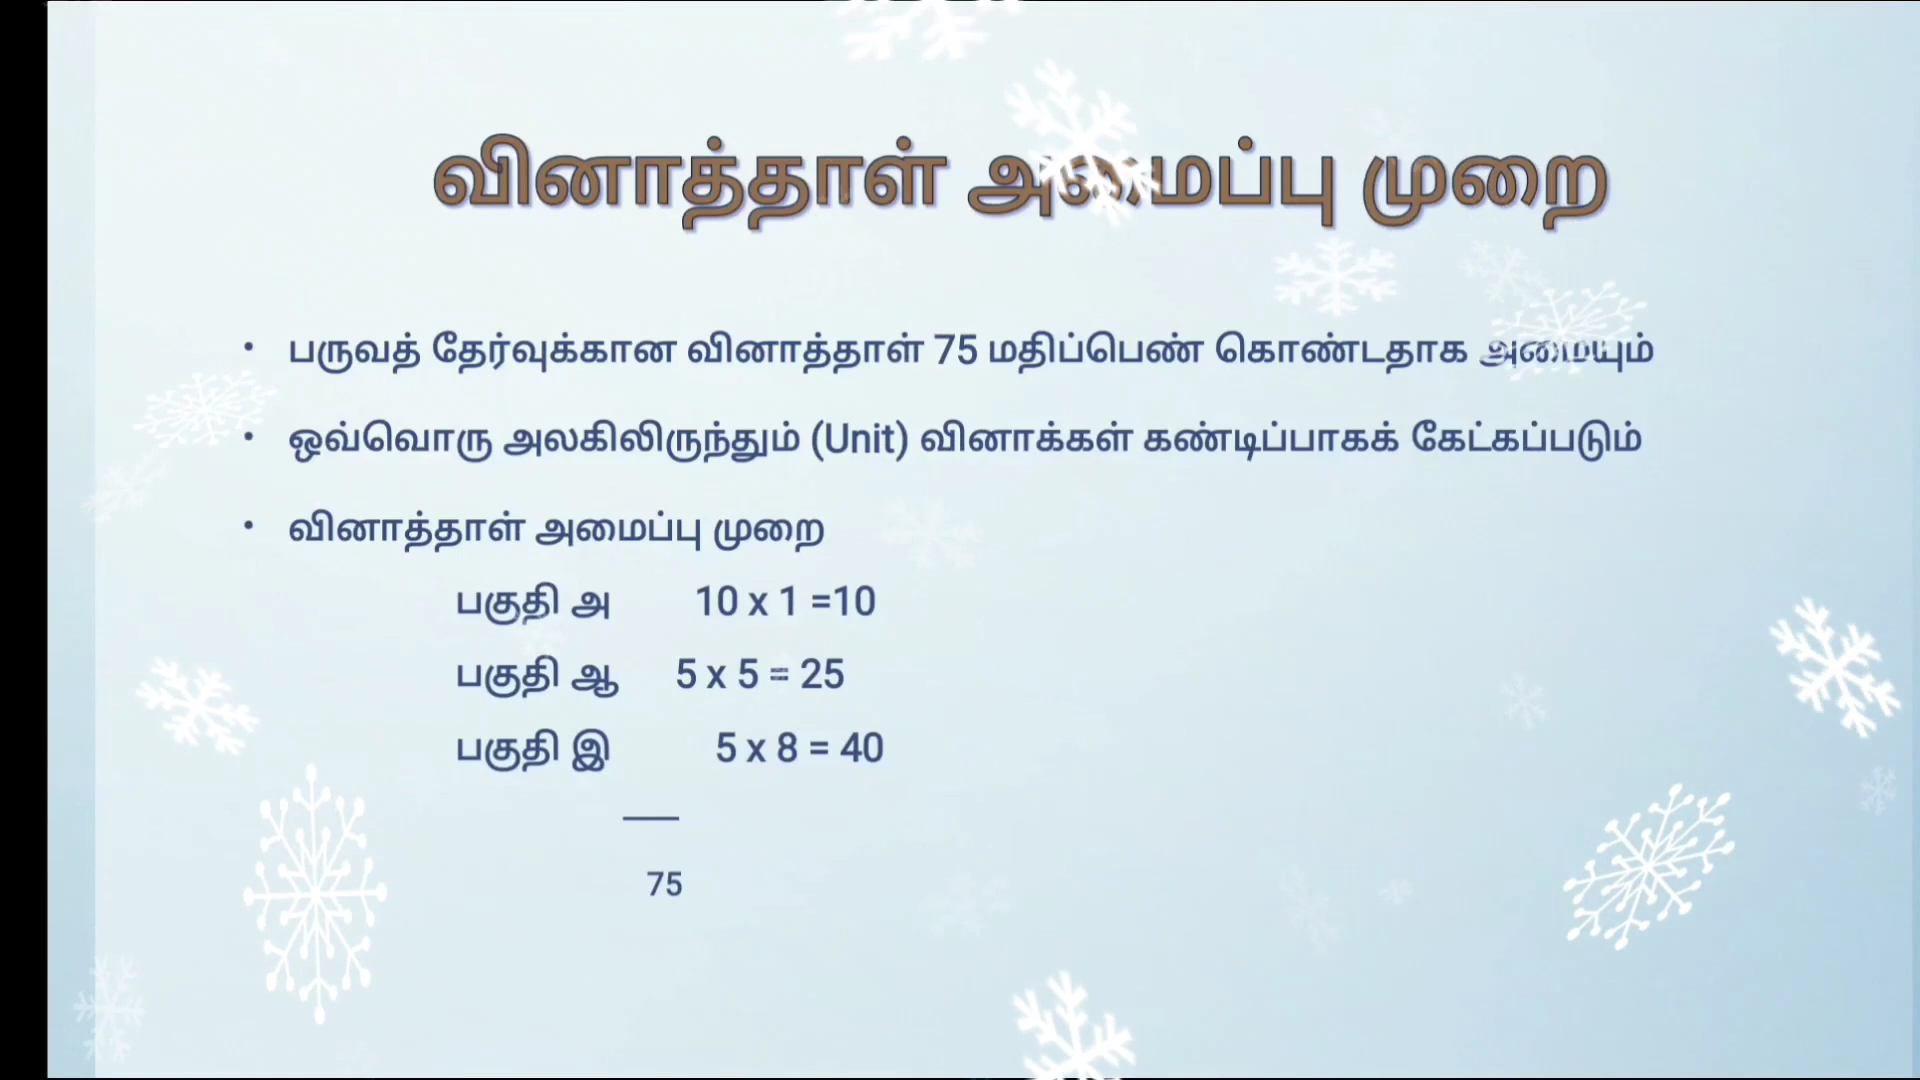 வினாத்தாள் அமைப்பு முறை
• பருவத் தேர்வுக்கான வினாத்தாள் 75 மதிப்பெண் கொண்டதாக அமையும்
• ஒவ்வொரு அலகிலிருந்தும் (Unit) வினாக்கள் கண்டிப்பாகக் கேட்கப்படும்
• வினாத்தாள் அமைப்பு முறை
பகுதி அ 10 x 1 =10
பகுதி ஆ 5 x 5 = 25
பகுதி இ 5 x 8 = 40
75